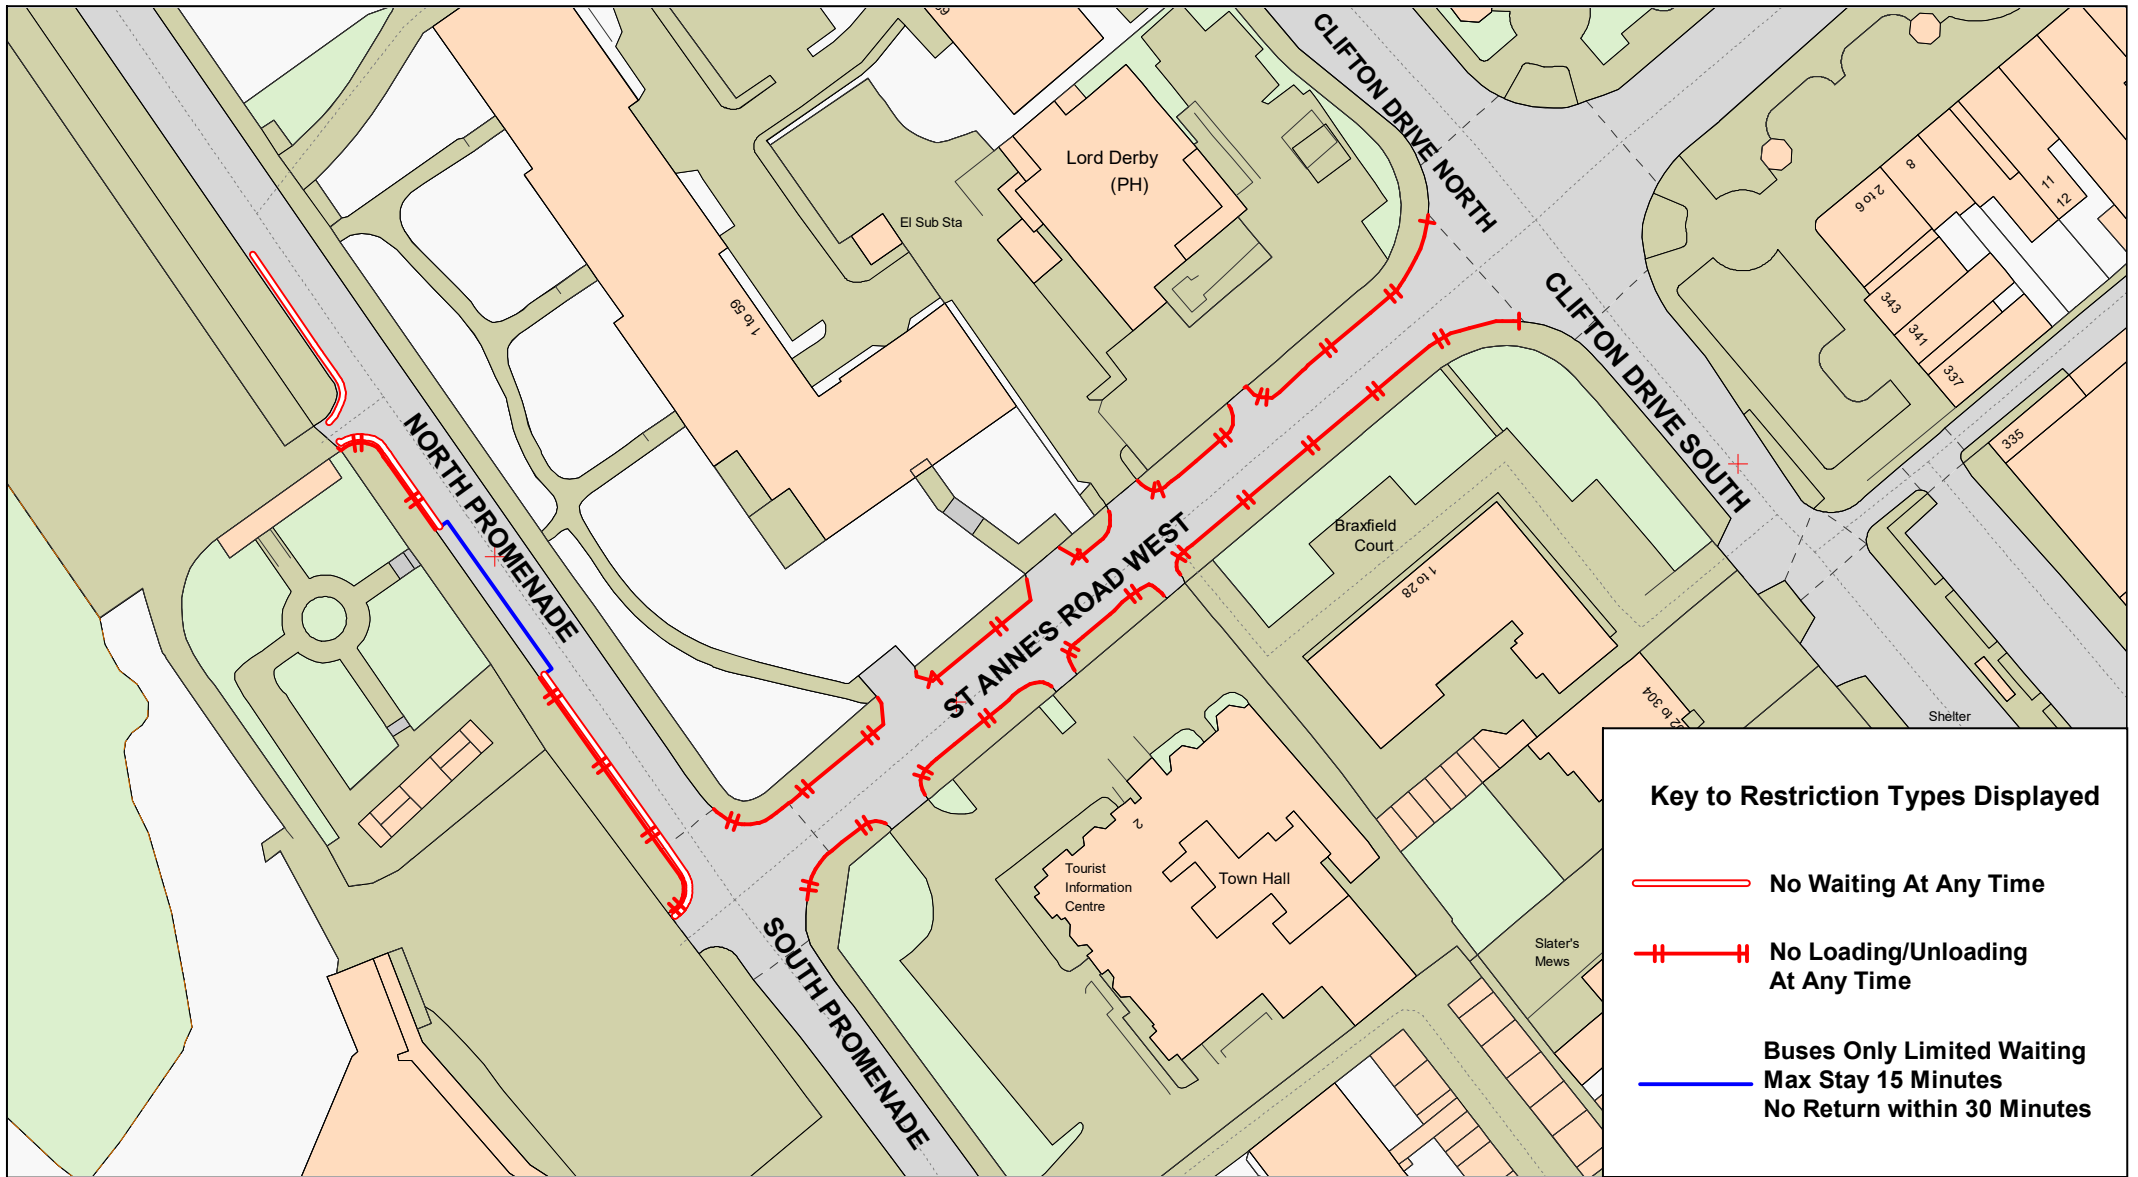 59
CLIFTON DRIVE NORTH
Lord Derby
(PH)
El Sub Sta
1 to 59
2 to 6
8
11
12
343
341
337
335
CLIFTON DRIVE SOUTH
NORTH PROMENADE
ST ANNE'S ROAD WEST
Braxfield
Court
1 to 28
2 to 304
Shelter
2
Tourist
Information
Centre
Town Hall
Slater's
Mews
SOUTH PROMENADE
Key to Restriction Types Displayed
No Waiting At Any Time
No Loading/Unloading
At Any Time
Buses Only Limited Waiting
Max Stay 15 Minutes
No Return within 30 Minutes